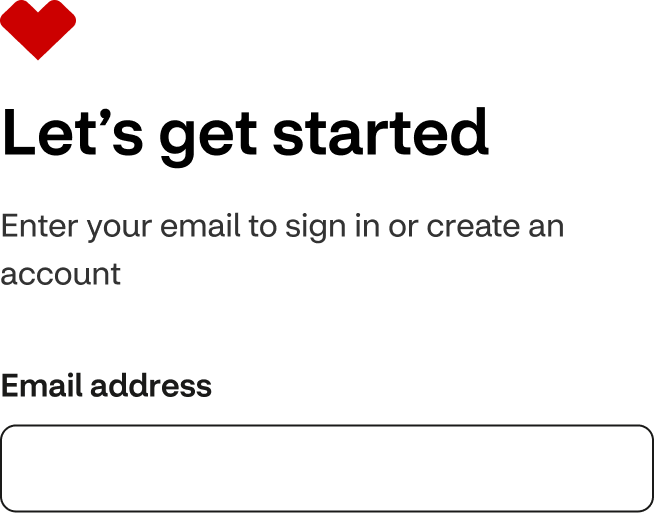 Let’s get started
Enter your email to sign in or create an
account
Email address